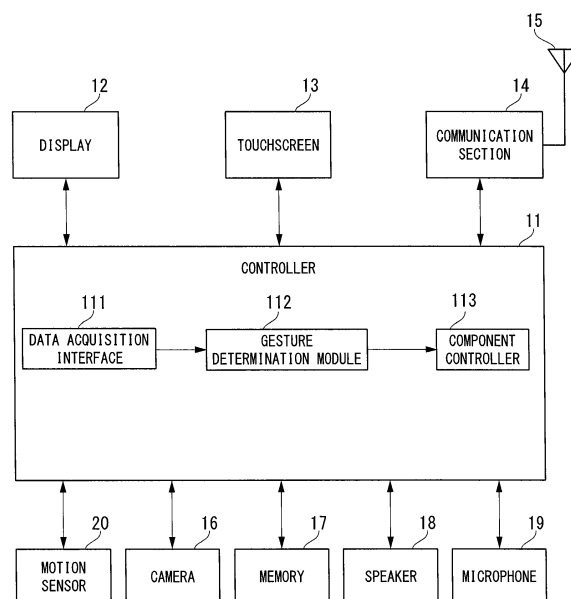 15
12
13
14
DISPLAY
TOUCHSCREEN
COMMUNICATION
SECTION
11
CONTROLLER
111
112
113
DATA ACQUISITION
INTERFACE
GESTURE
DETERMINATION MODULE
COMPONENT
CONTROLLER
20
16
17
18
19
MOTION
SENSOR
CAMERA
MEMORY
SPEAKER
MICROPHONE